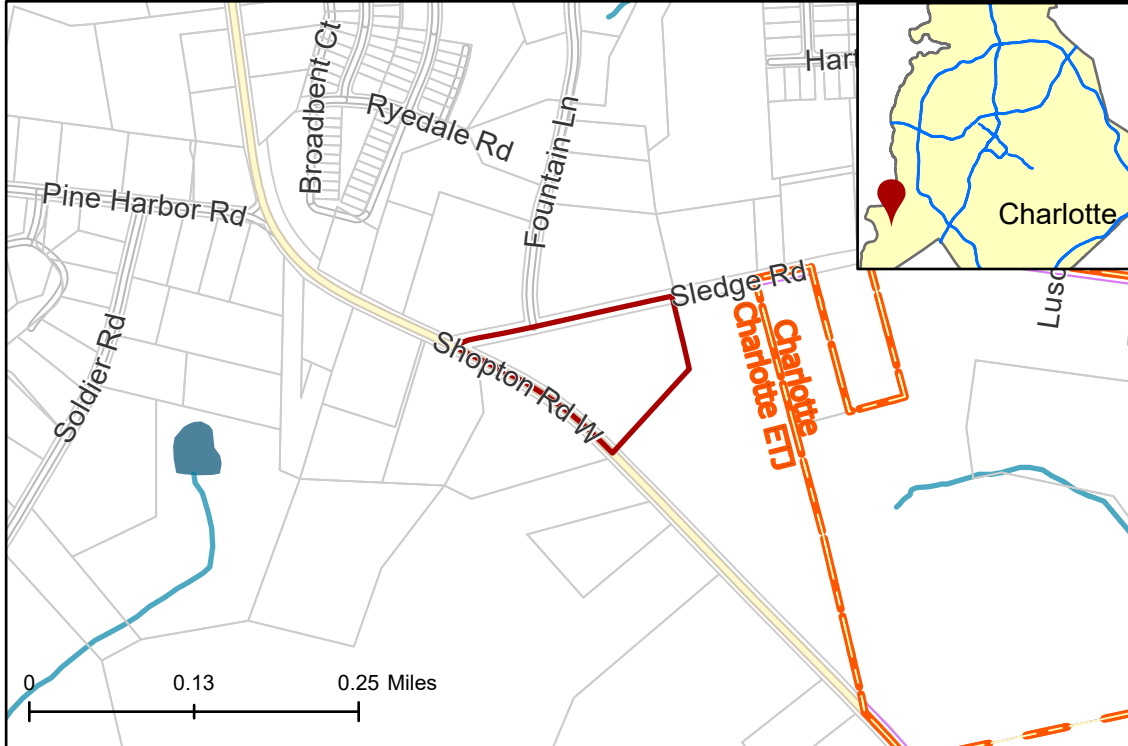 Broadbent Ct
Ryedale Rd
Fountain Ln
Pine Harbor Rd
Soldier Rd
Shopton Rd W
Sledge Rd
Charlotte
Charlotte ETJ
Charlotte
0 0.13 0.25 Miles